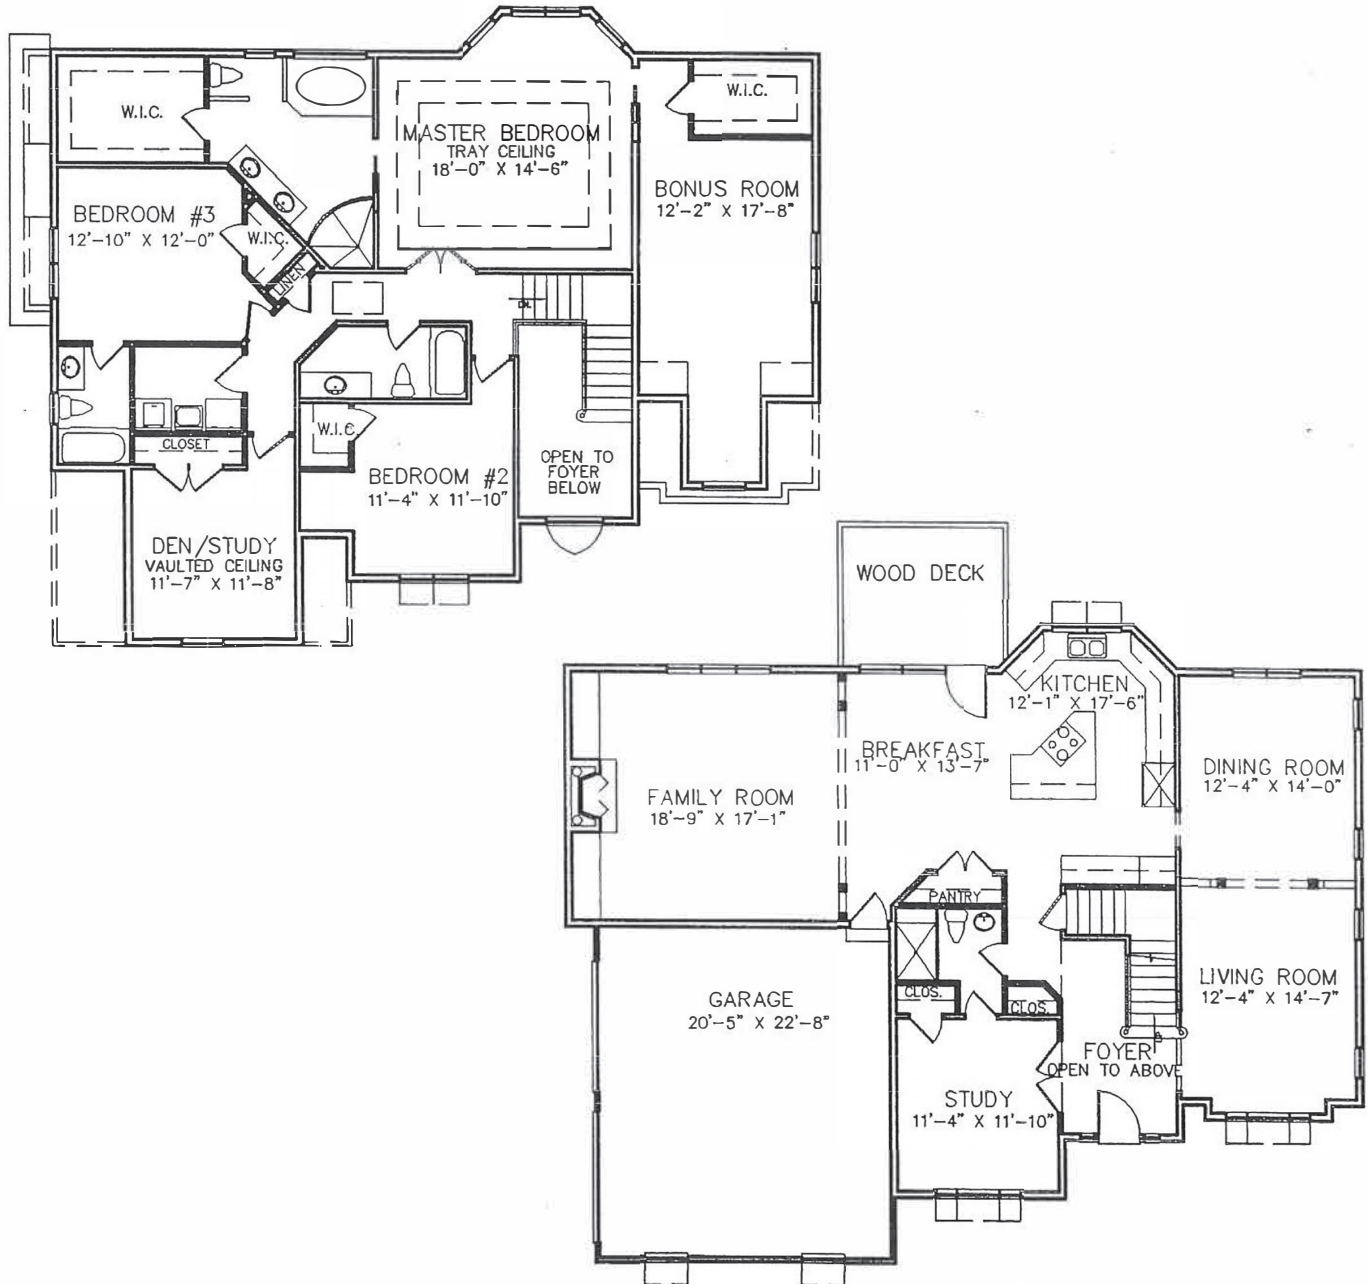 W.I.C.
MASTER BEDROOM
TRAY CEILING
18'-0" X 14'-6"
W.I.C.
BONUS ROOM
12'-2" X 17'-8"
BEDROOM #3
12'-10" X 12'-0"
W.I.C.
LINEN
CLOSET
W.I.C
BEDROOM #2
11'-4" X 11'-10"
OPEN TO
FOYER
BELOW
DEN/STUDY
VAULTED CEILING
11'-7" X 11'-8"
WOOD DECK
KITCHEN
12'-1" X 17'-6"
BREAKFAST
11'-0" X 13'-7"
DINING ROOM
12'-4" X 14'-0"
FAMILY ROOM
18'-9" X 17'-1"
PANTRY
LIVING ROOM
12'-4" X 14'-7"
GARAGE
20'-5" X 22'-8"
CLOS.
CLOS.
FOYER
OPEN TO ABOVE
STUDY
11'-4" X 11'-10"